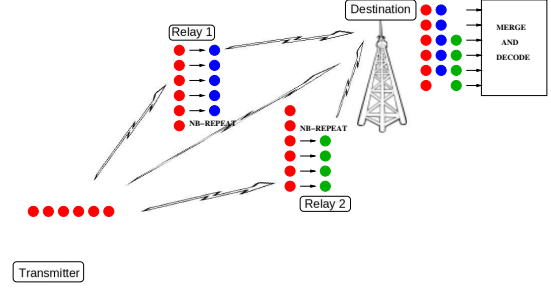 Destination
Relay 1
MERGE
AND
DECODE
NB–REPEAT
NB–REPEAT
Relay 2
Transmitter